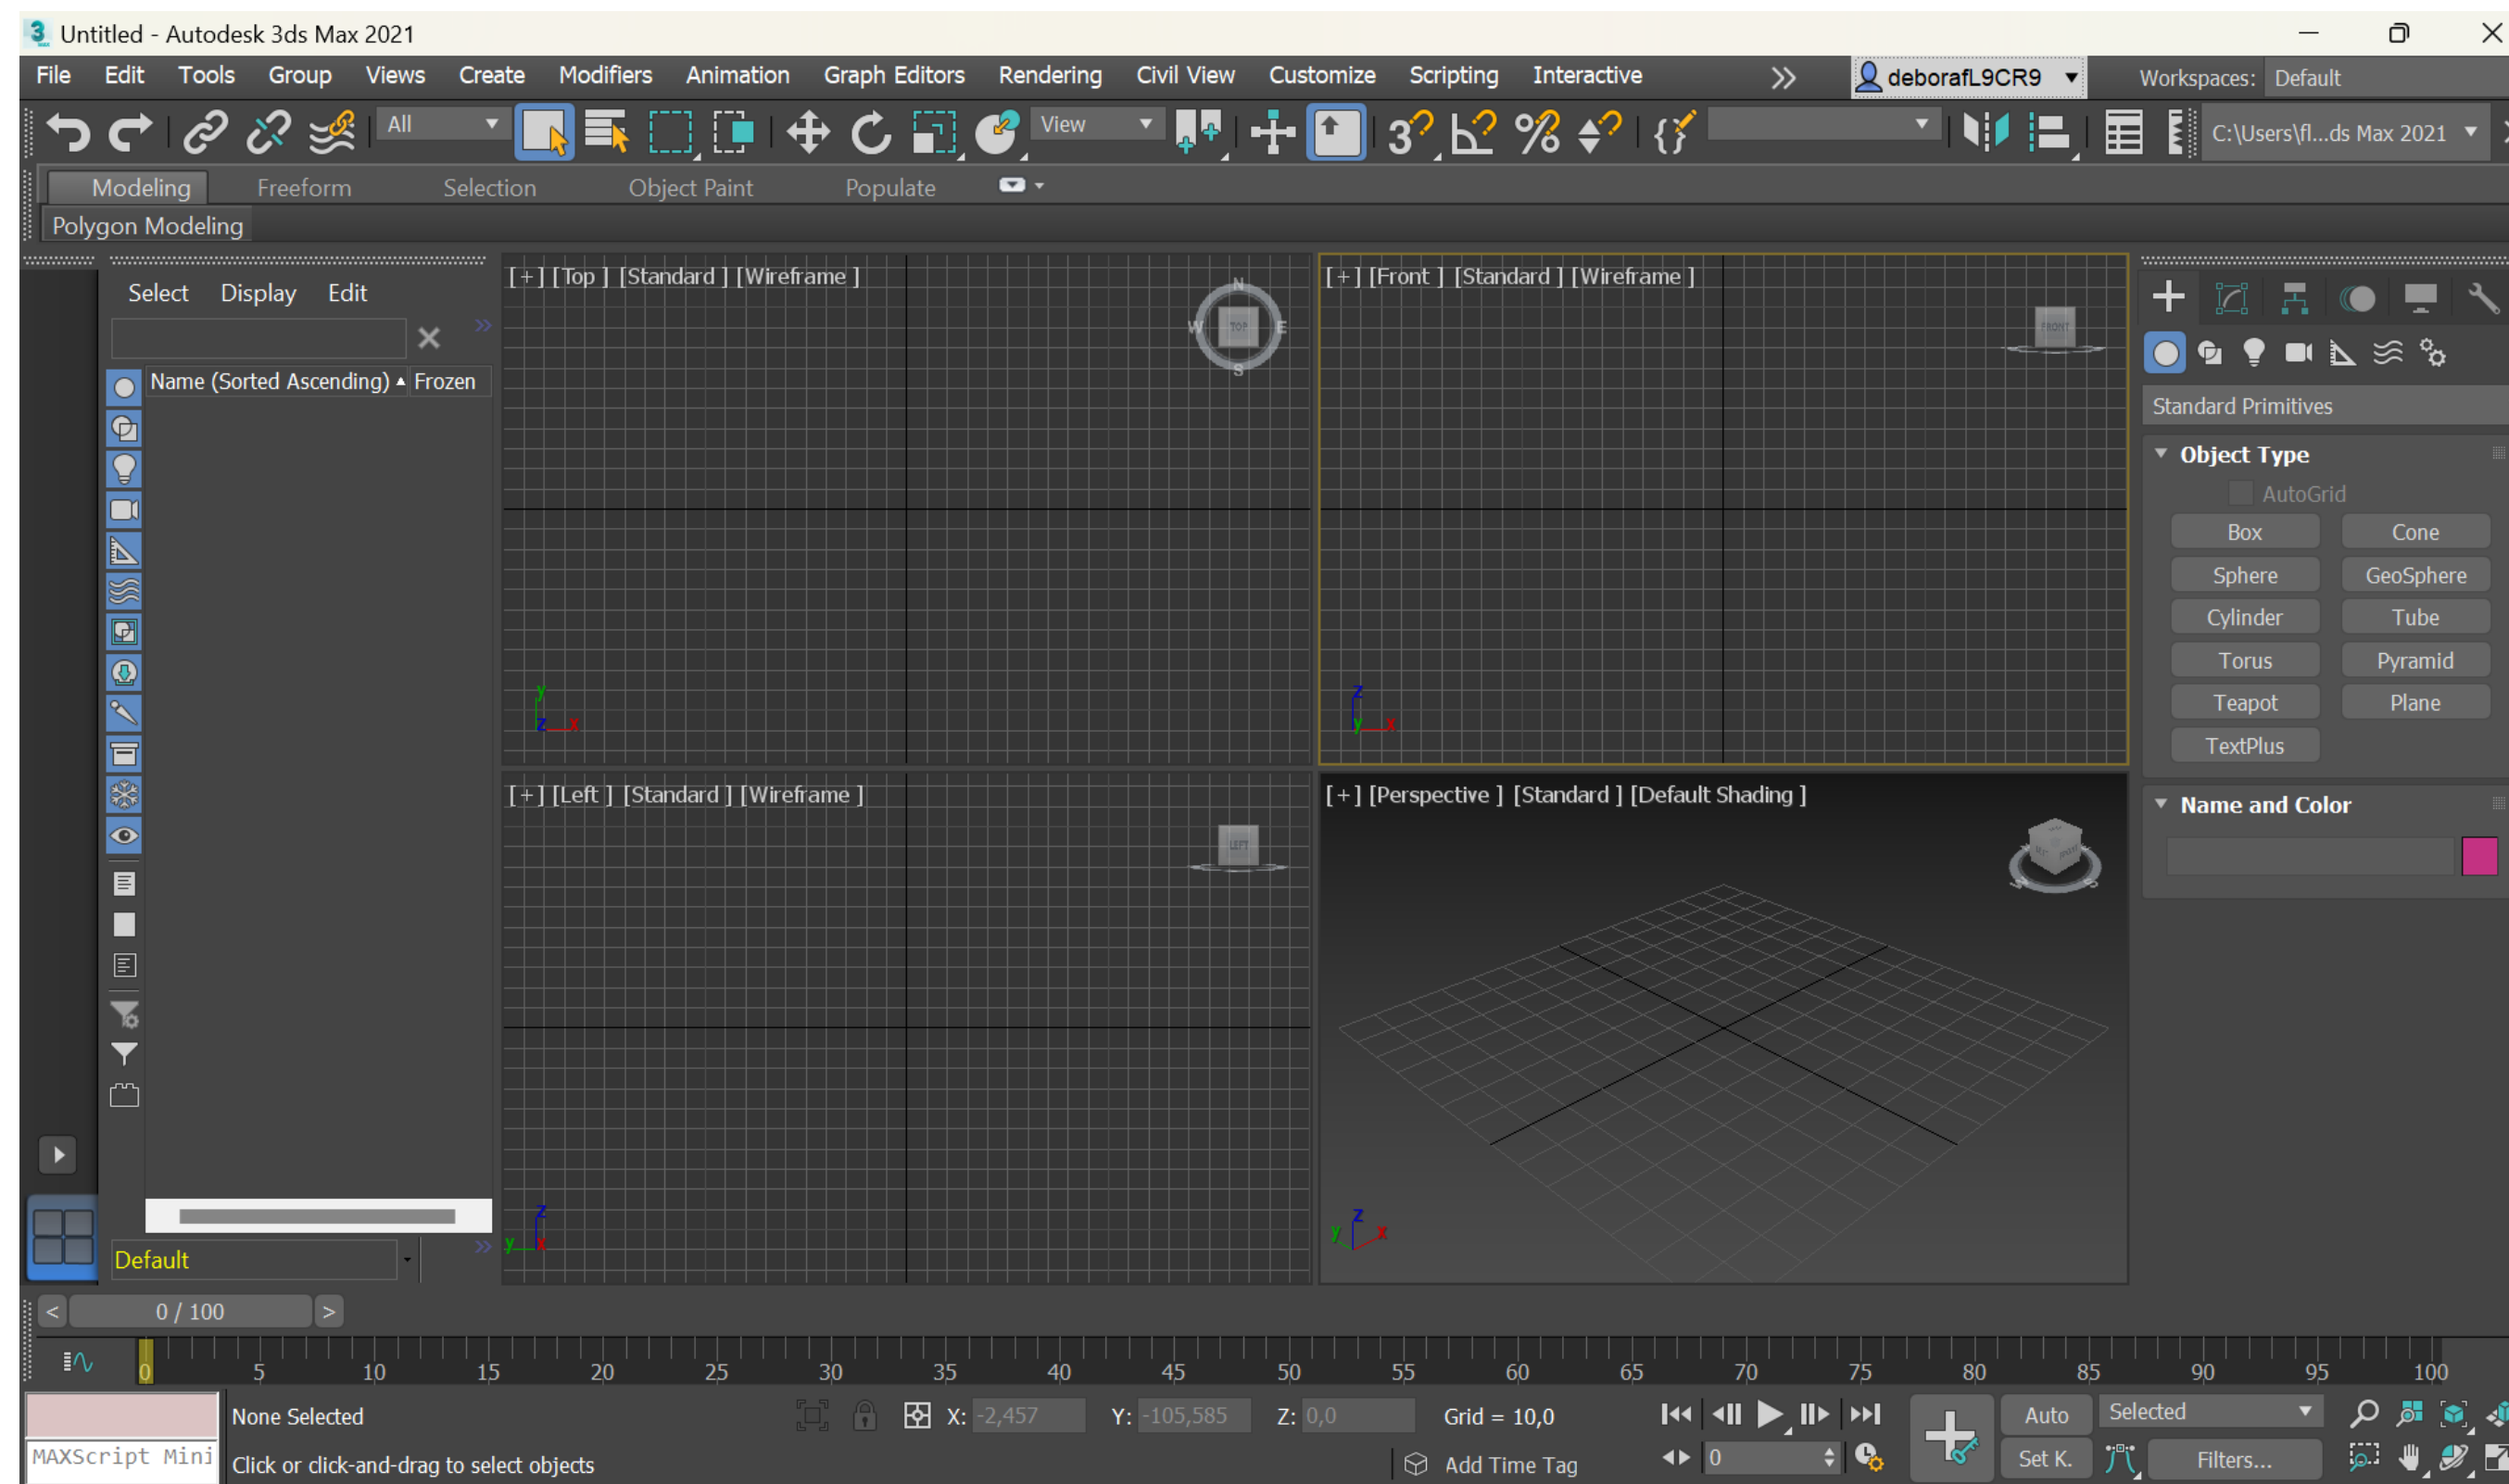 Untitled - Autodesk 3ds Max 2021
File Edit Tools Group Views Create Modifiers Animation Graph Editors Rendering Civil View Customize Scripting Interactive deborafL9CR9 Workspaces: Default
All View C:\Users\fl...ds Max 2021
Modeling Freeform Selection Object Paint Populate
Polygon Modeling
Select Display Edit
Name (Sorted Ascending) Frozen
Default
[+] [Top ] [Standard ] [Wireframe ]
N
W TOP E
S
y
z x
[+] [Front ] [Standard ] [Wireframe ]
FRONT
z
y x
[+] [Left ] [Standard ] [Wireframe ]
LEFT
z
y x
[+] [Perspective ] [Standard ] [Default Shading ]
W S
z
y x
Standard Primitives
Object Type
AutoGrid
Box Cone
Sphere GeoSphere
Cylinder Tube
Torus Pyramid
Teapot Plane
TextPlus
Name and Color
< 0 / 100 >
0 5 10 15 20 25 30 35 40 45 50 55 60 65 70 75 80 85 90 95 100
None Selected X: -2,457 Y: -105,585 Z: 0,0 Grid = 10,0 Auto Selected
MAXScript Mini Click or click-and-drag to select objects Add Time Tag 0 Set K. Filters...